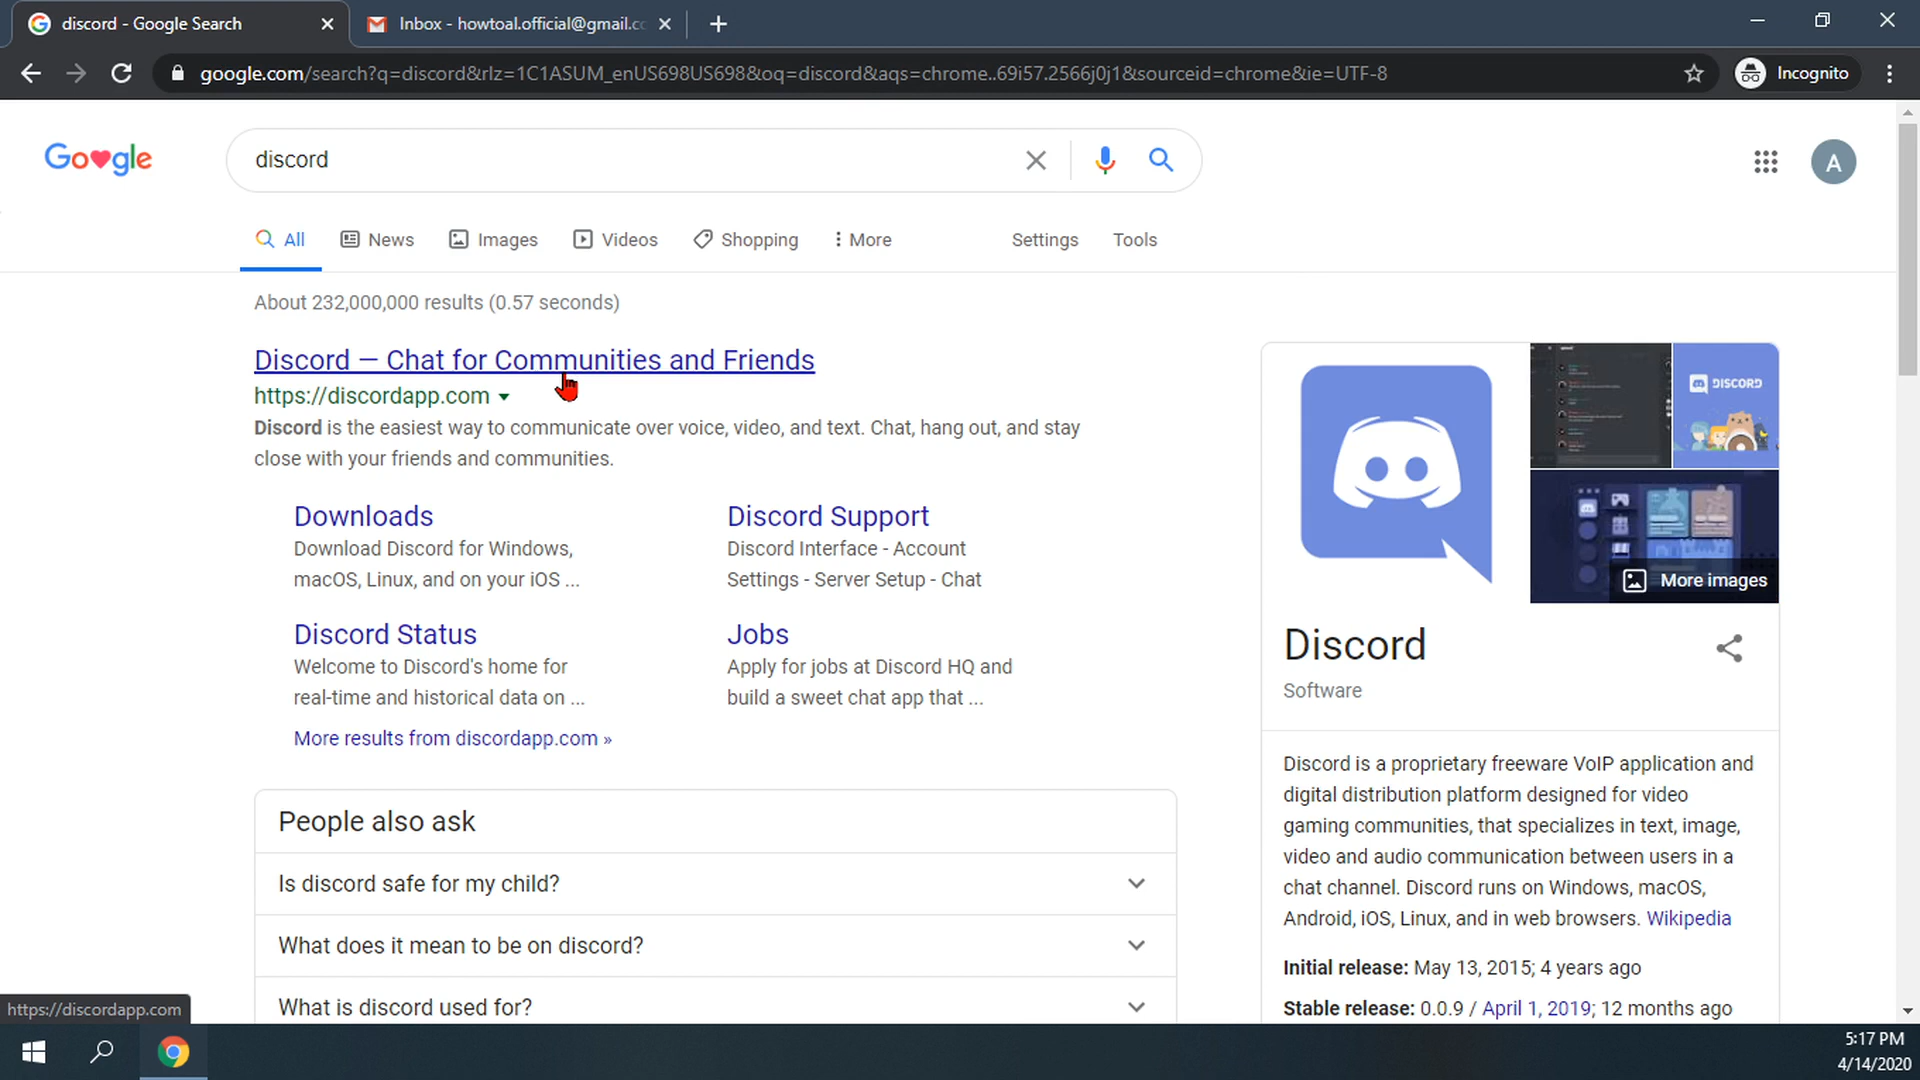 discord - Google Search
Inbox - howtoal.official@gmail.cc
google.com/search?q=discord&rlz=1C1ASUM_enUS698US698&oq=discord&aqs=chrome..69i57.2566j0j1&sourceid=chrome&ie=UTF-8
Incognito
Go❤gle
discord
A
All
News
Images
Videos
Shopping
More
Settings
Tools
About 232,000,000 results (0.57 seconds)
Discord — Chat for Communities and Friends
https://discordapp.com
Discord is the easiest way to communicate over voice, video, and text. Chat, hang out, and stay
close with your friends and communities.
Downloads
Download Discord for Windows,
macOS, Linux, and on your iOS ...
Discord Support
Discord Interface - Account
Settings - Server Setup - Chat
Discord Status
Welcome to Discord's home for
real-time and historical data on ...
Jobs
Apply for jobs at Discord HQ and
build a sweet chat app that ...
More results from discordapp.com »
People also ask
Is discord safe for my child?
What does it mean to be on discord?
What is discord used for?
DISCORD
More images
Discord
Software
Discord is a proprietary freeware VoIP application and
digital distribution platform designed for video
gaming communities, that specializes in text, image,
video and audio communication between users in a
chat channel. Discord runs on Windows, macOS,
Android, iOS, Linux, and in web browsers. Wikipedia
Initial release: May 13, 2015; 4 years ago
Stable release: 0.0.9 / April 1, 2019; 12 months ago
https://discordapp.com
5:17 PM
4/14/2020